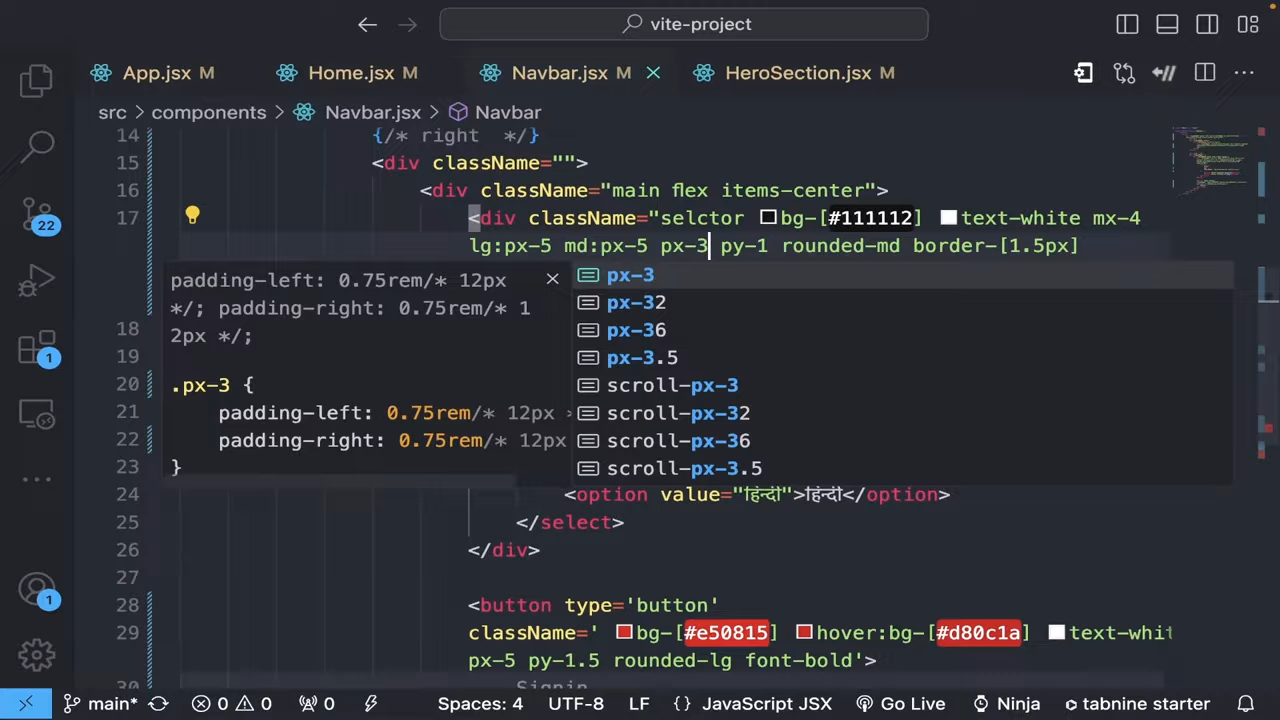 vite-project
App.jsx M Home.jsx M Navbar.jsx M HeroSection.jsx M
src > components > Navbar.jsx > Navbar
14 {/* right */}
15 <div className="">
16 <div className="main flex items-center">
17 <div className="selctor bg-[#111112] text-white mx-4
lg:px-5 md:px-5 px-3 py-1 rounded-md border-[1.5px]
padding-left: 0.75rem/* 12px
*/; padding-right: 0.75rem/* 1
2px */;
.px-3 {
padding-left: 0.75rem/* 12px
padding-right: 0.75rem/* 12px
}
px-3
px-32
px-36
px-3.5
scroll-px-3
scroll-px-32
scroll-px-36
scroll-px-3.5
18
19
20
21
22
23
24 <option value="हिन्दी">हिन्दी</option>
25 </select>
26 </div>
27
28 <button type='button'
29 className=' bg-[#e50815] hover:bg-[#d80c1a] text-whit
px-5 py-1.5 rounded-lg font-bold'>
30 Signin
22
1
1
main* 0 0 0 Spaces: 4 UTF-8 LF {} JavaScript JSX Go Live Ninja tabnine starter